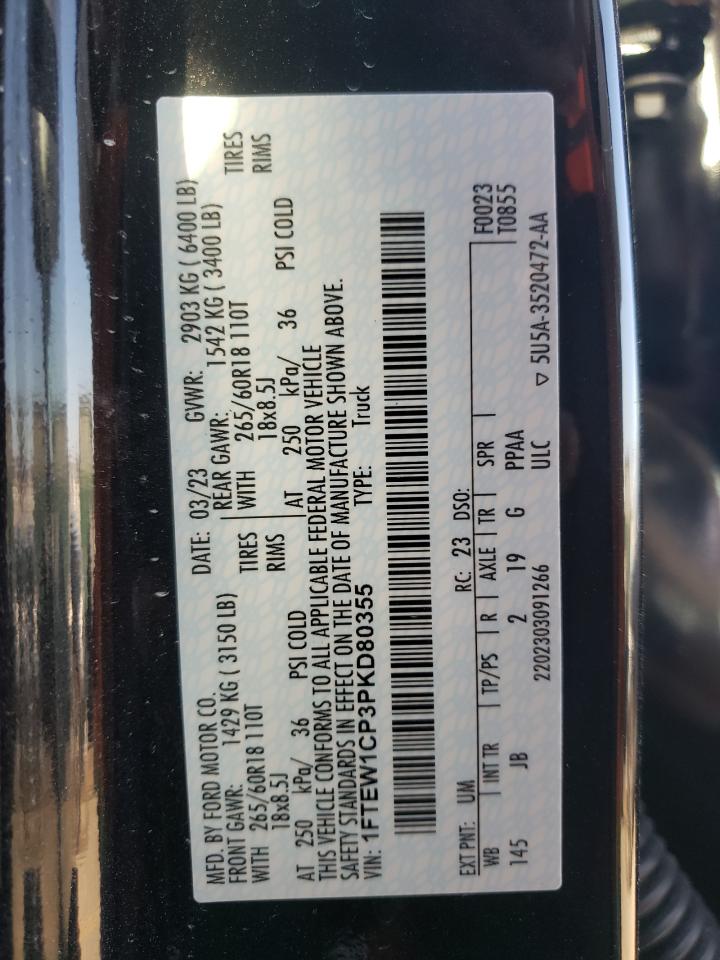 MFD. BY FORD MOTOR CO. DATE: 03/23 GVWR: 2903 KG ( 6400 LB)
FRONT GAWR: 1429 KG ( 3150 LB) REAR GAWR: 1542 KG ( 3400 LB)
WITH 265/60R18 110T TIRES WITH 265/60R18 110T TIRES
18x8.5J RIMS 18x8.5J RIMS
AT 250 kPa/ 36 PSI COLD AT 250 kPa/ 36 PSI COLD
THIS VEHICLE CONFORMS TO ALL APPLICABLE FEDERAL MOTOR VEHICLE
SAFETY STANDARDS IN EFFECT ON THE DATE OF MANUFACTURE SHOWN ABOVE.
VIN: 1FTEW1CP3PKD80355 TYPE: Truck
EXT PNT: UM RC: 23 DSO: F0023
WB INT TR TP/PS R AXLE TR SPR T0855
145 JB 2 19 G PPAA
2202303091266 ULC ▽ 5U5A-3520472-AA